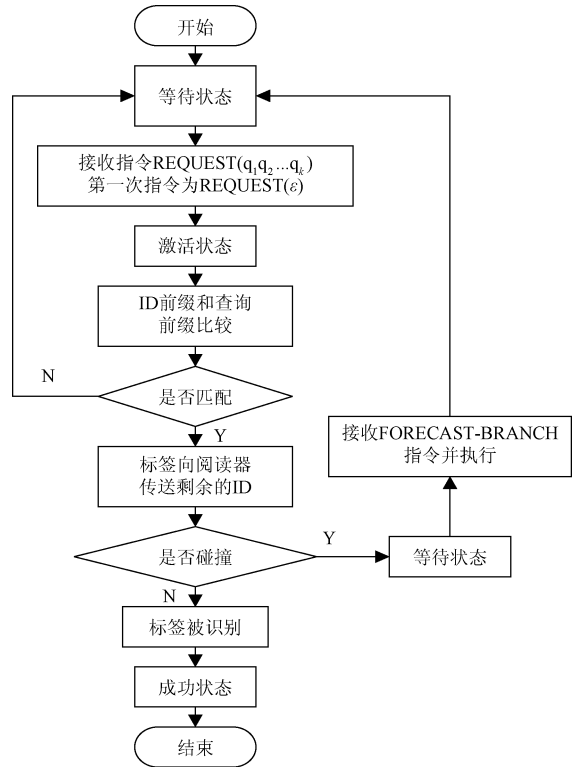 开始
等待状态
接收指令REQUEST(q₁q₂…qₖ)
第一次指令为REQUEST(ε)
激活状态
ID前缀和查询
前缀比较
N
是否匹配
Y
标签向阅读器
传送剩余的ID
接收FORECAST-BRANCH
指令并执行
是否碰撞
Y
等待状态
N
标签被识别
成功状态
结束